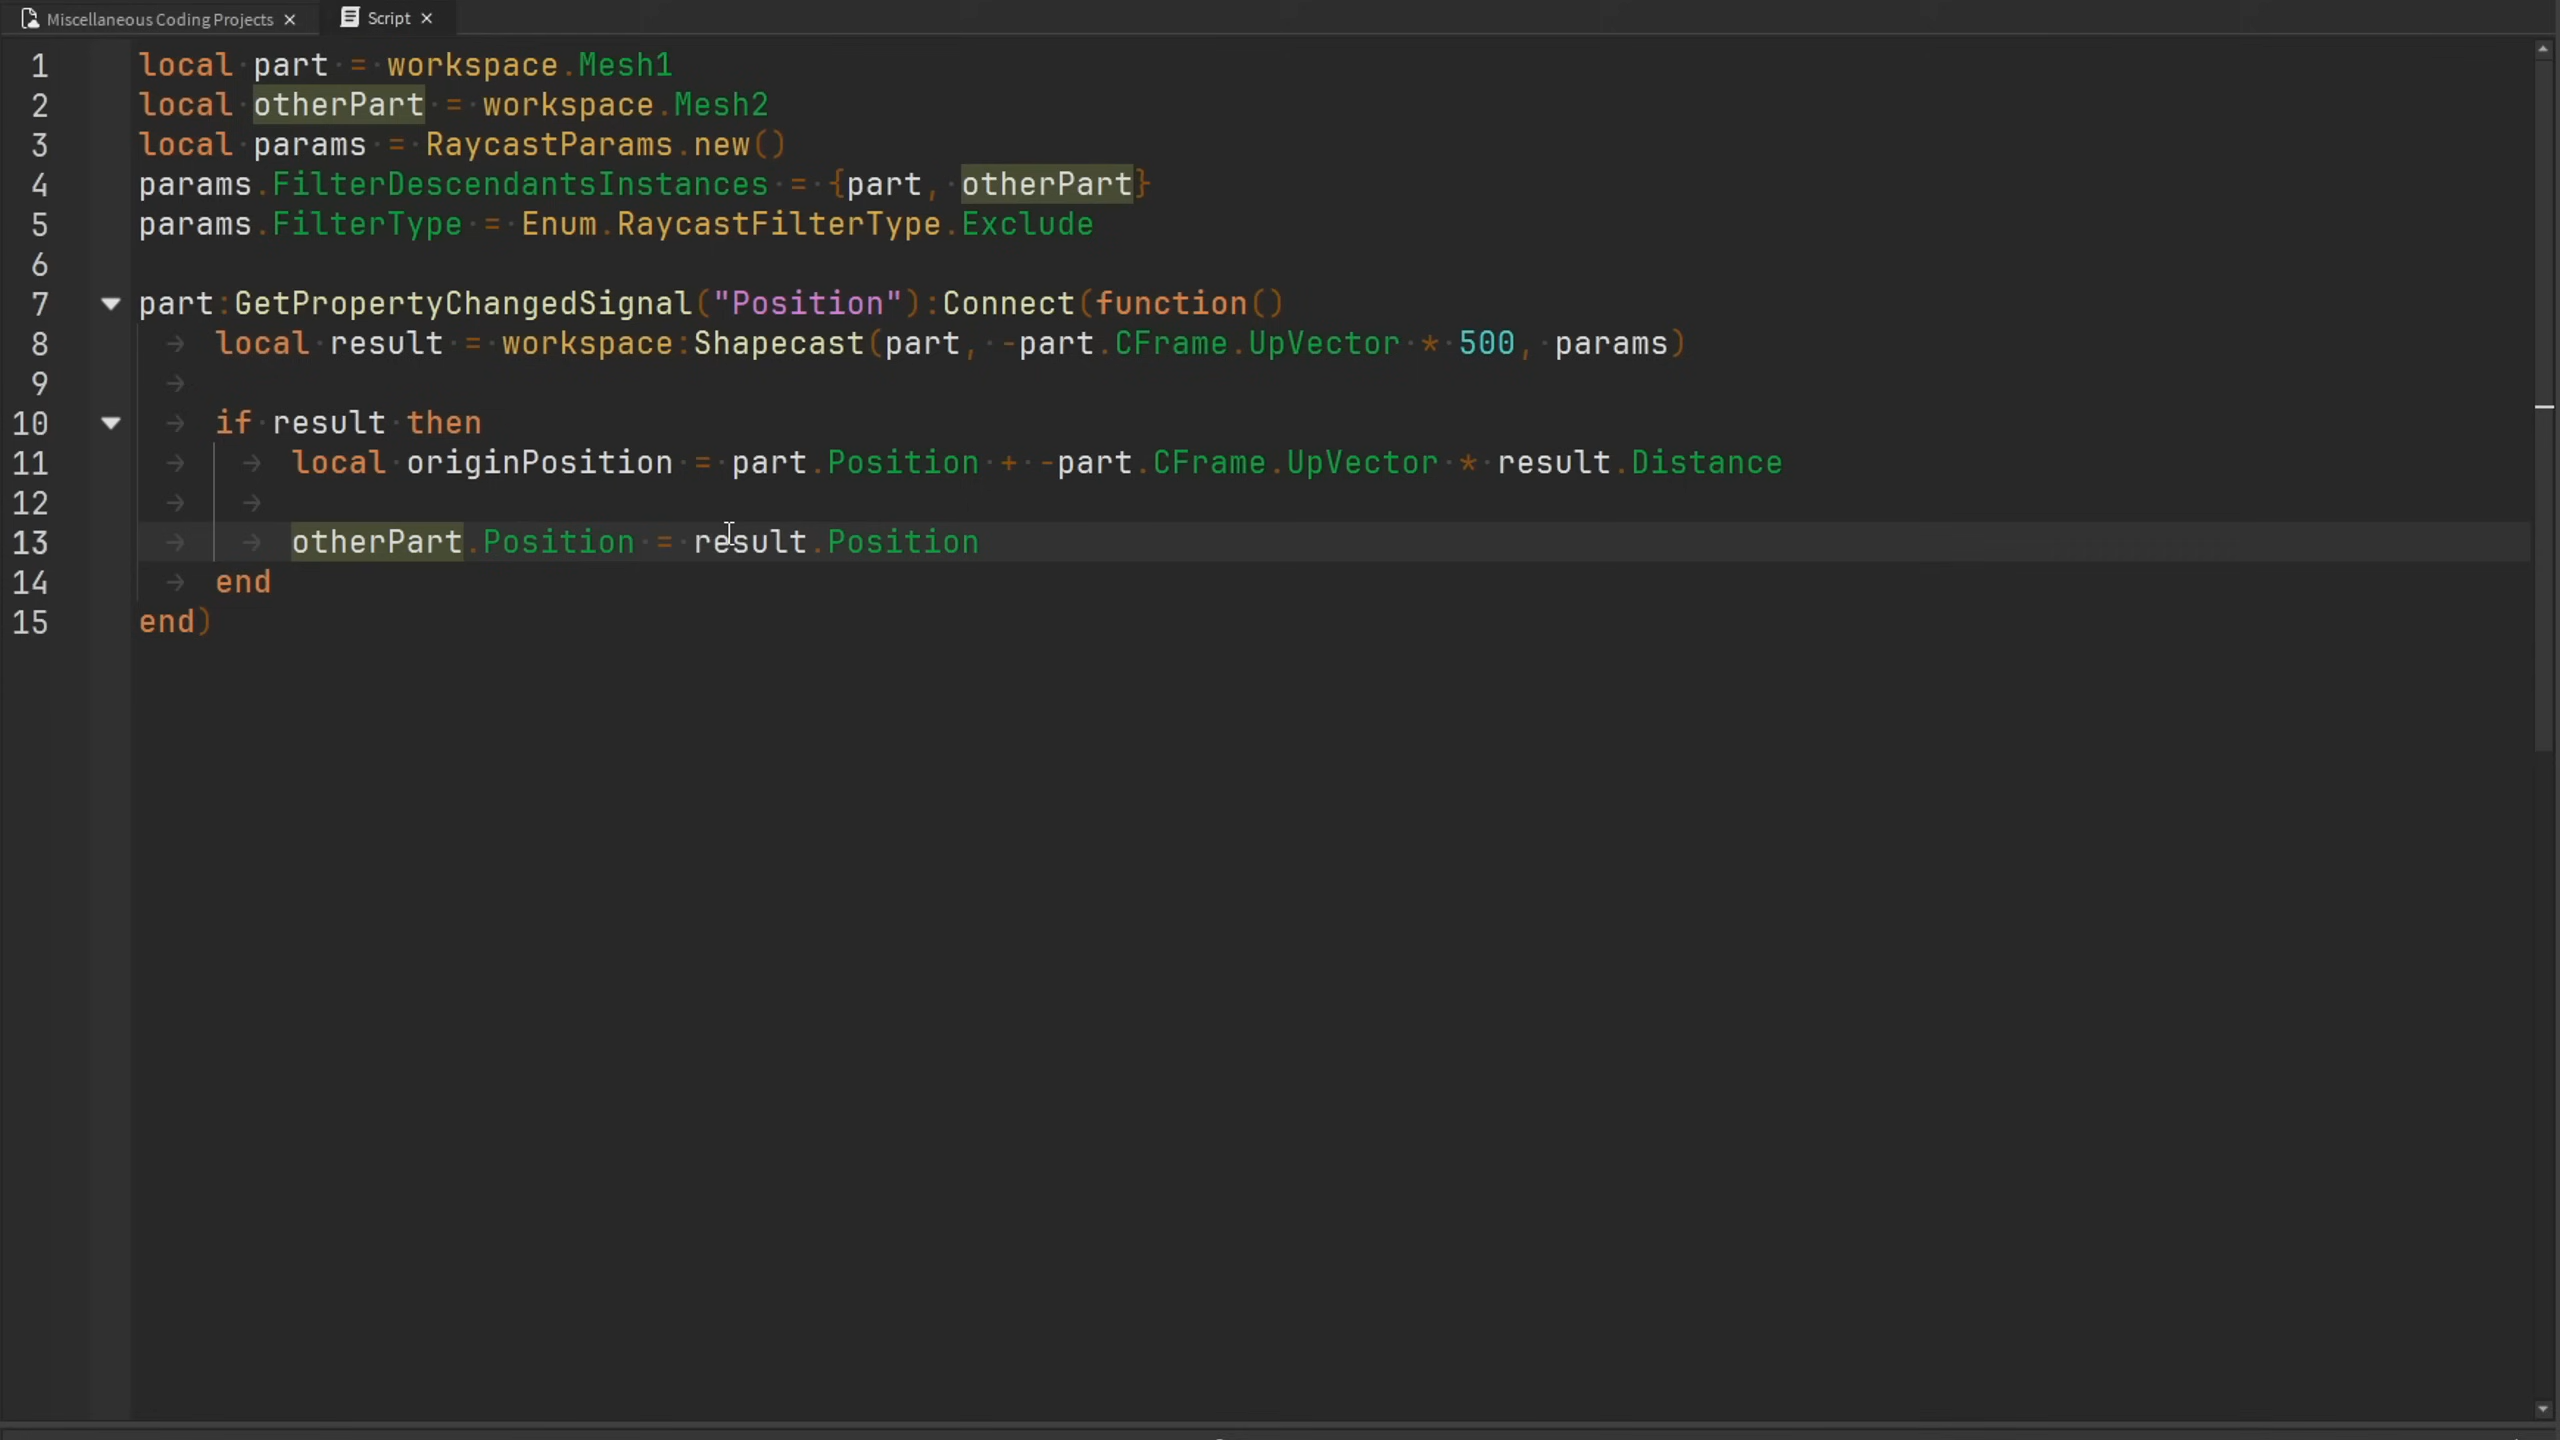 Miscellaneous Coding Projects × Script ×
1 local part = workspace.Mesh1
2 local otherPart = workspace.Mesh2
3 local params = RaycastParams.new()
4 params.FilterDescendantsInstances = {part, otherPart}
5 params.FilterType = Enum.RaycastFilterType.Exclude
6
7 part:GetPropertyChangedSignal("Position"):Connect(function()
8 local result = workspace:Shapecast(part, -part.CFrame.UpVector * 500, params)
9
10 if result then
11 local originPosition = part.Position + -part.CFrame.UpVector * result.Distance
12
13 otherPart.Position = result.Position
14 end
15 end)